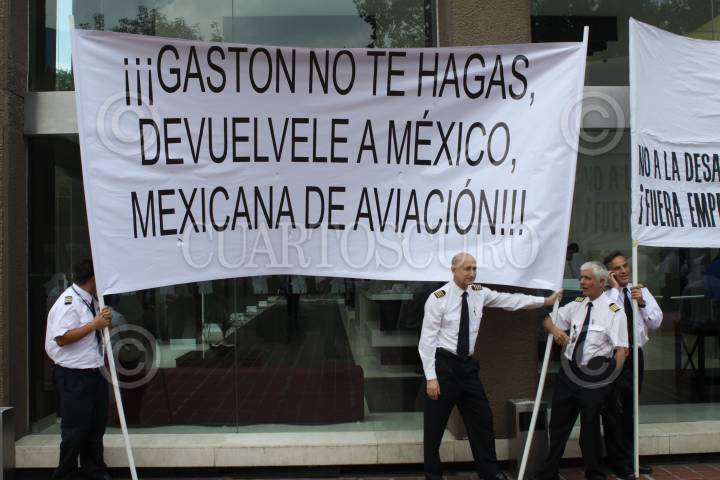 ¡¡¡GASTON NO TE HAGAS,
DEVUELVELE A MÉXICO,
MEXICANA DE AVIACIÓN!!!
NO A LA DESA
¡FUERA EMP
CUARTOSCURO